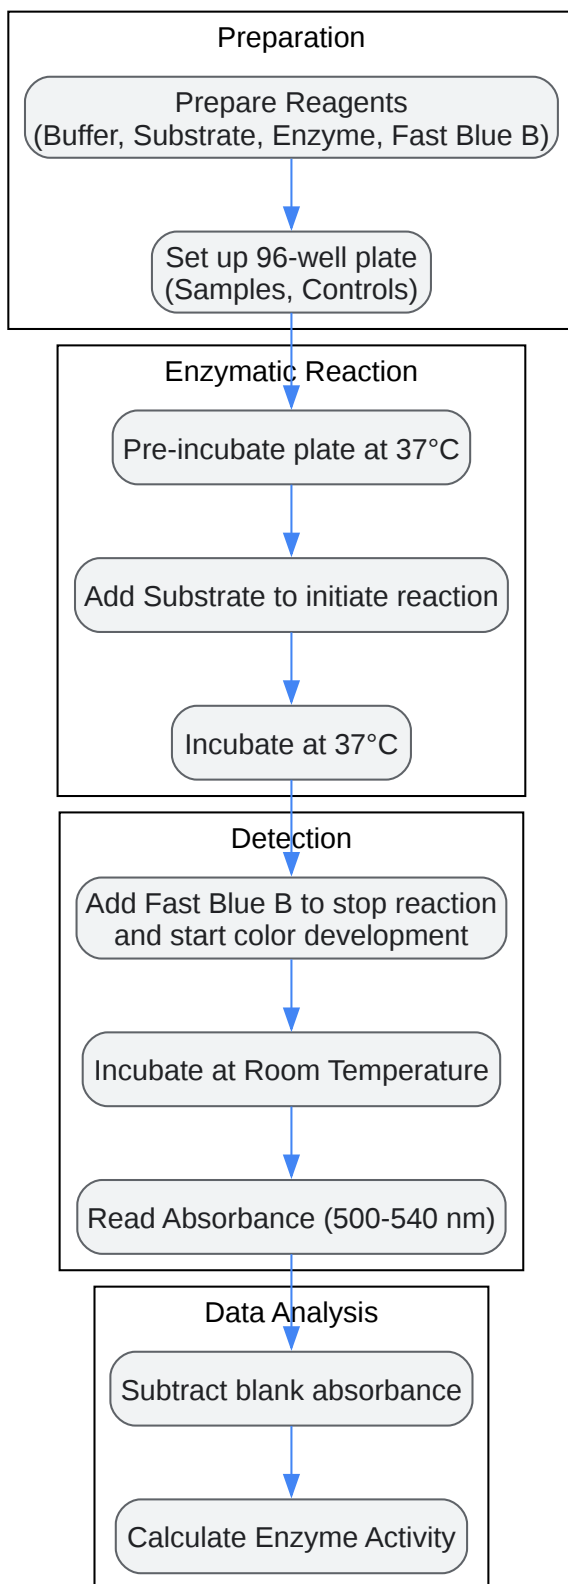 Preparation
Prepare Reagents
(Buffer, Substrate, Enzyme, Fast Blue B)
Set up 96-well plate
(Samples, Controls)
Enzymatic Reaction
Pre-incubate plate at 37°C
Add Substrate to initiate reaction
Incubate at 37°C
Detection
Add Fast Blue B to stop reaction
and start color development
Incubate at Room Temperature
Read Absorbance (500-540 nm)
Data Analysis
Subtract blank absorbance
Calculate Enzyme Activity